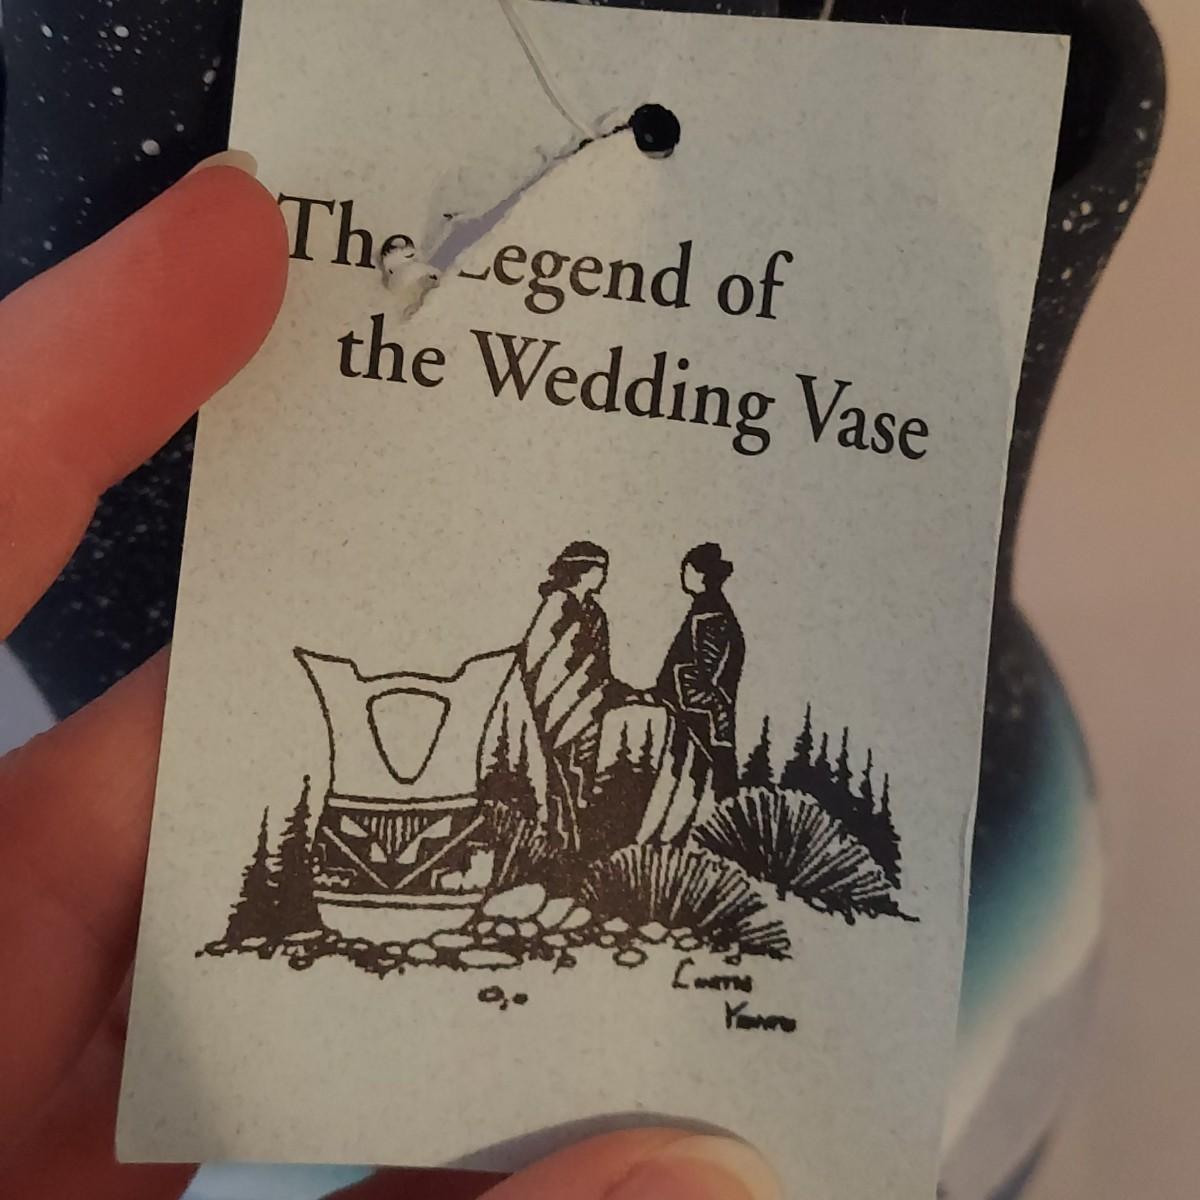 The Legend of
the Wedding Vase